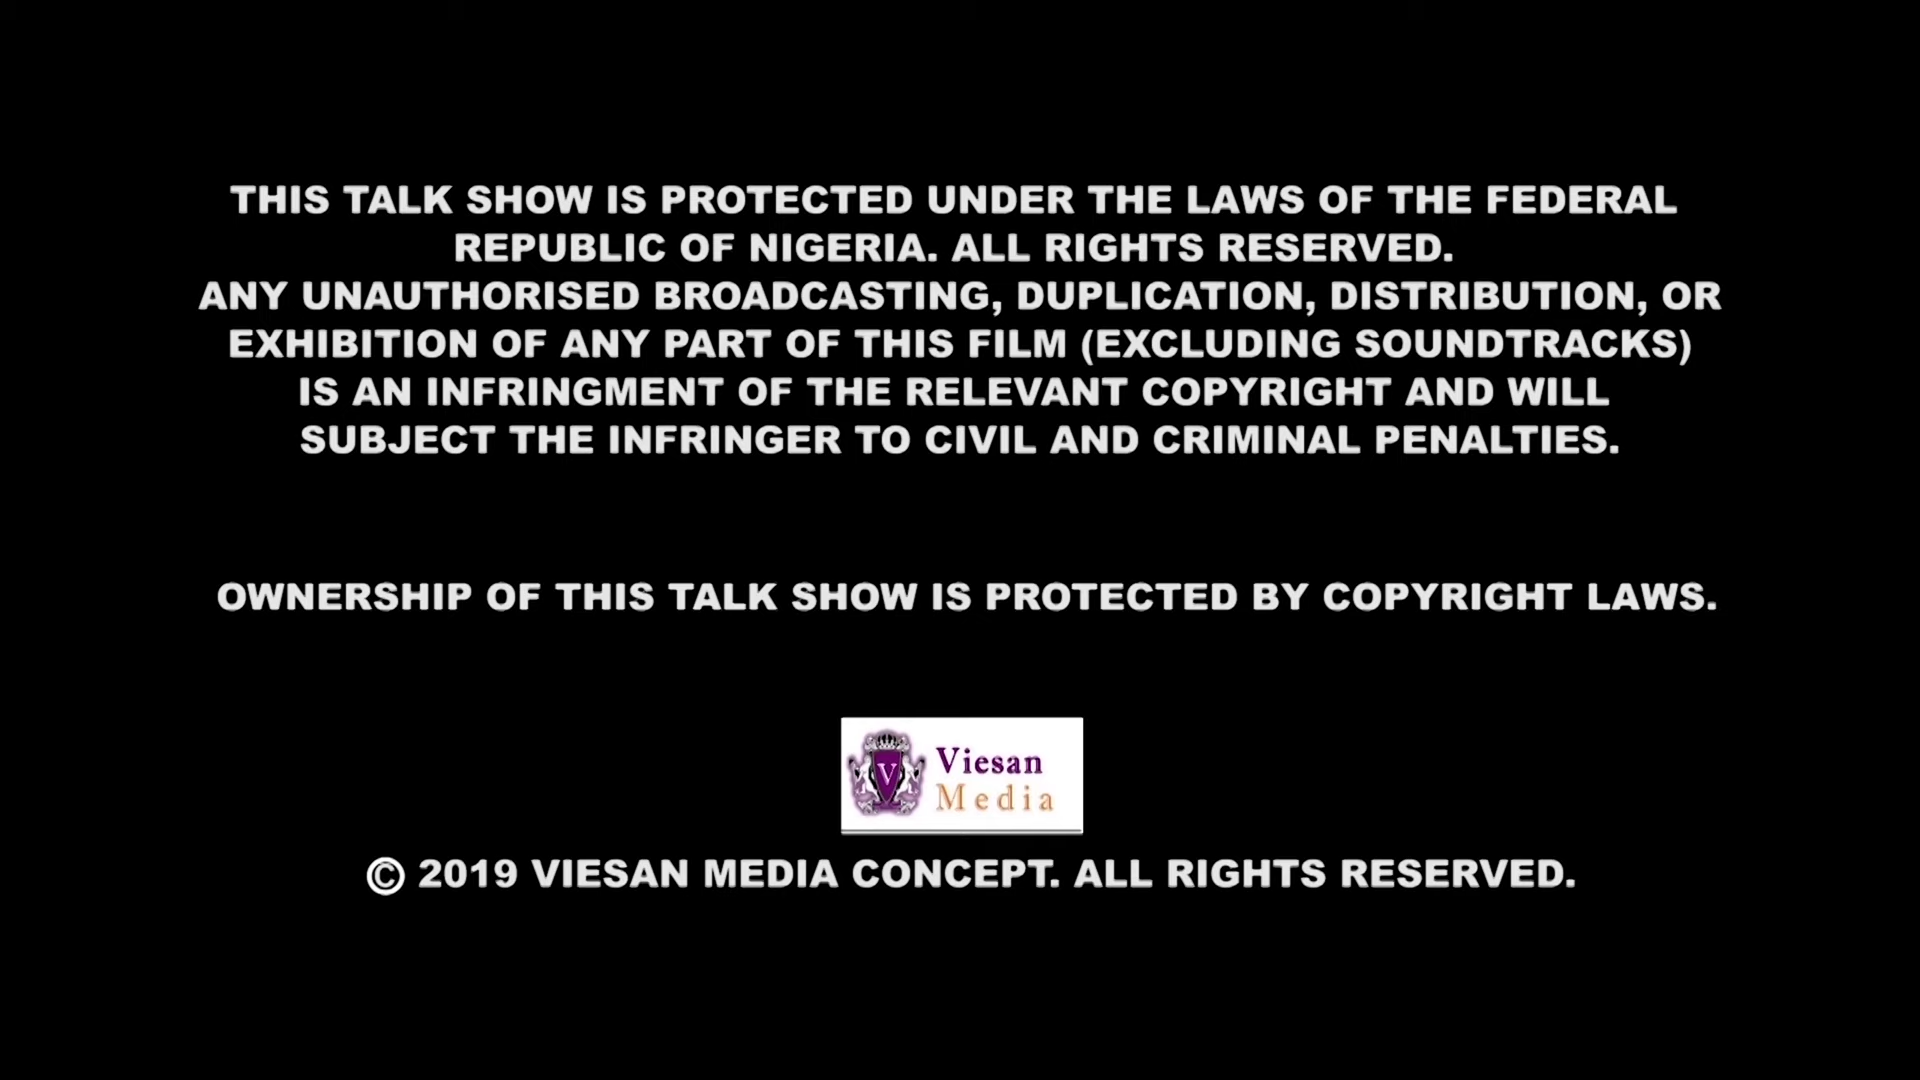 THIS TALK SHOW IS PROTECTED UNDER THE LAWS OF THE FEDERAL
REPUBLIC OF NIGERIA. ALL RIGHTS RESERVED.
ANY UNAUTHORISED BROADCASTING, DUPLICATION, DISTRIBUTION, OR
EXHIBITION OF ANY PART OF THIS FILM (EXCLUDING SOUNDTRACKS)
IS AN INFRINGMENT OF THE RELEVANT COPYRIGHT AND WILL
SUBJECT THE INFRINGER TO CIVIL AND CRIMINAL PENALTIES.
OWNERSHIP OF THIS TALK SHOW IS PROTECTED BY COPYRIGHT LAWS.
V
Viesan
Media
© 2019 VIESAN MEDIA CONCEPT. ALL RIGHTS RESERVED.